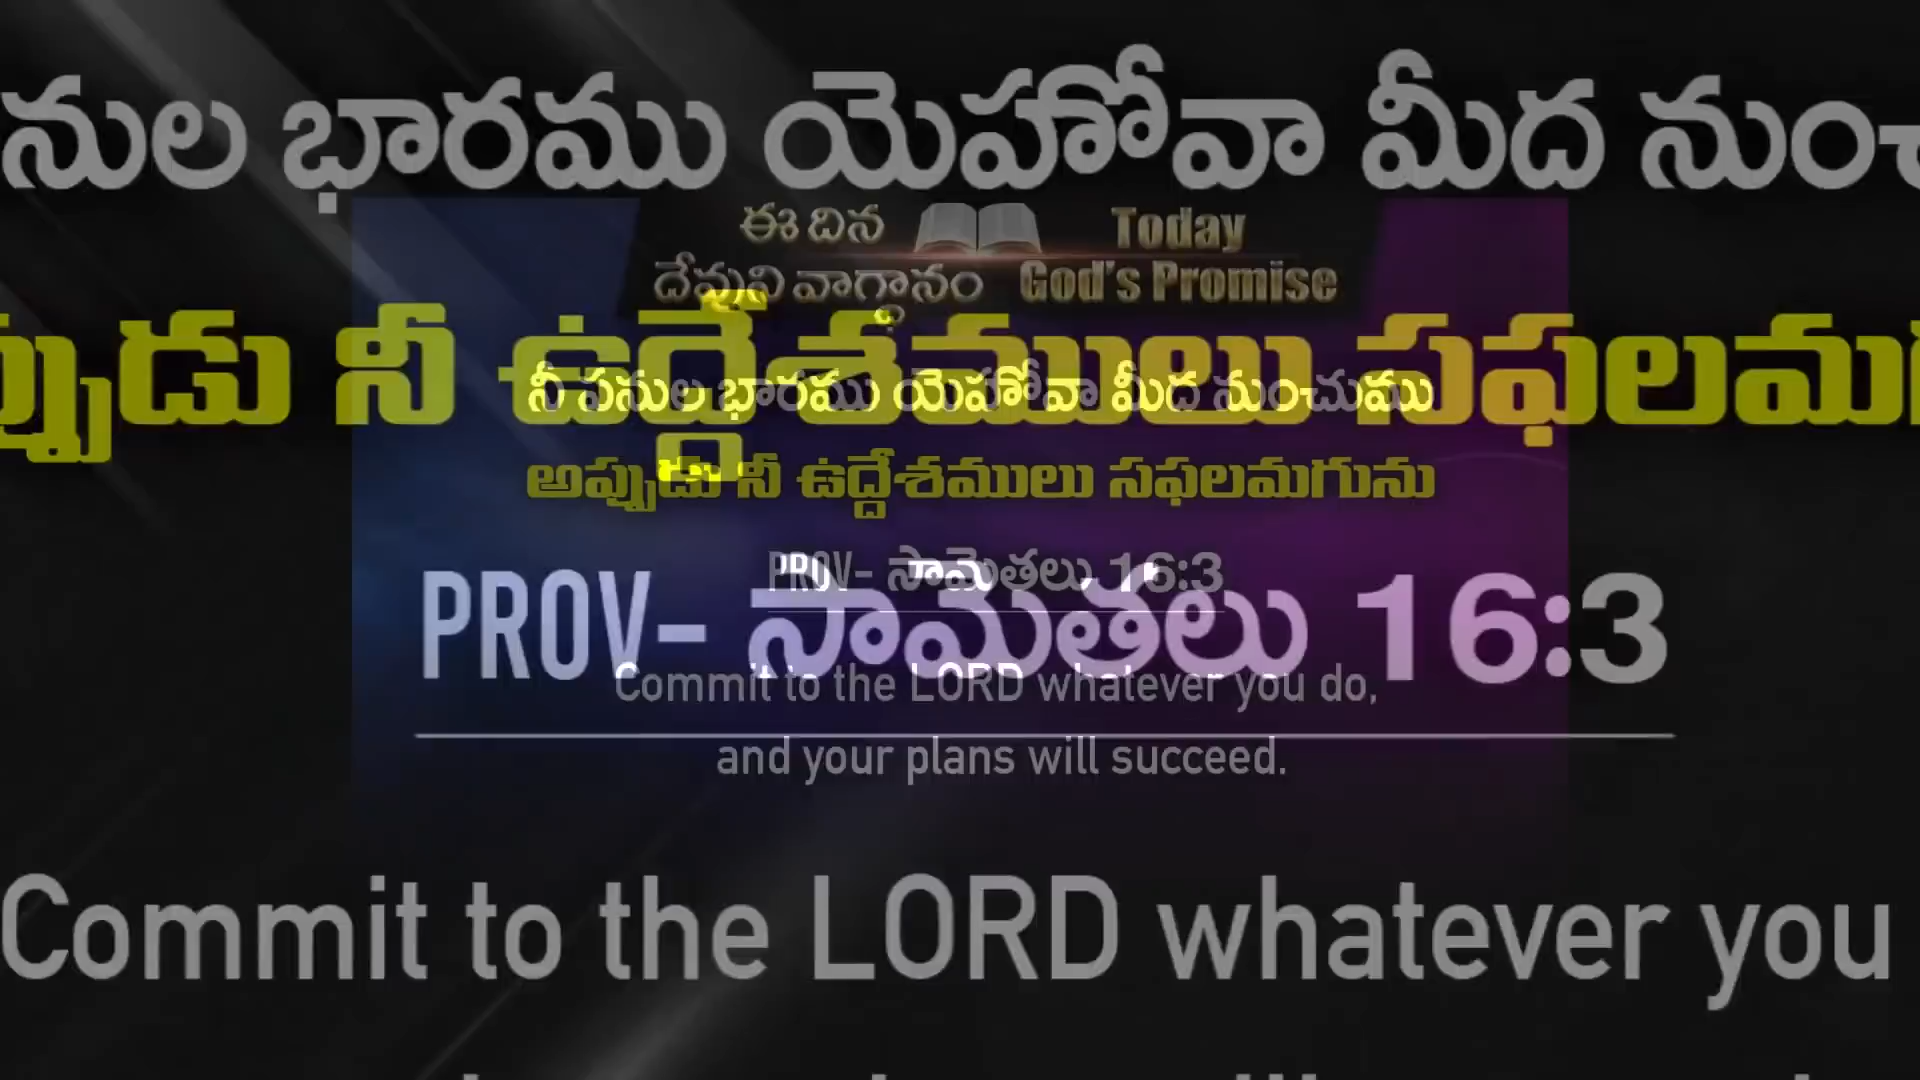 నుల భారము యెహోవా మీద
ఈ దిన
దేవుని వాగ్ధానం
Today
God's Promise
నీ ఉద్దేశములు
నీ పనుల భారము యెహోవా మీద నుంచుము
అప్పుడు నీ ఉద్దేశములు సఫలమగును
PROV- సామెతలు 16:3
PROV- సామెతలు 16:3
Commit to the LORD whatever you do,
and your plans will succeed.
Commit to the LORD whatever you